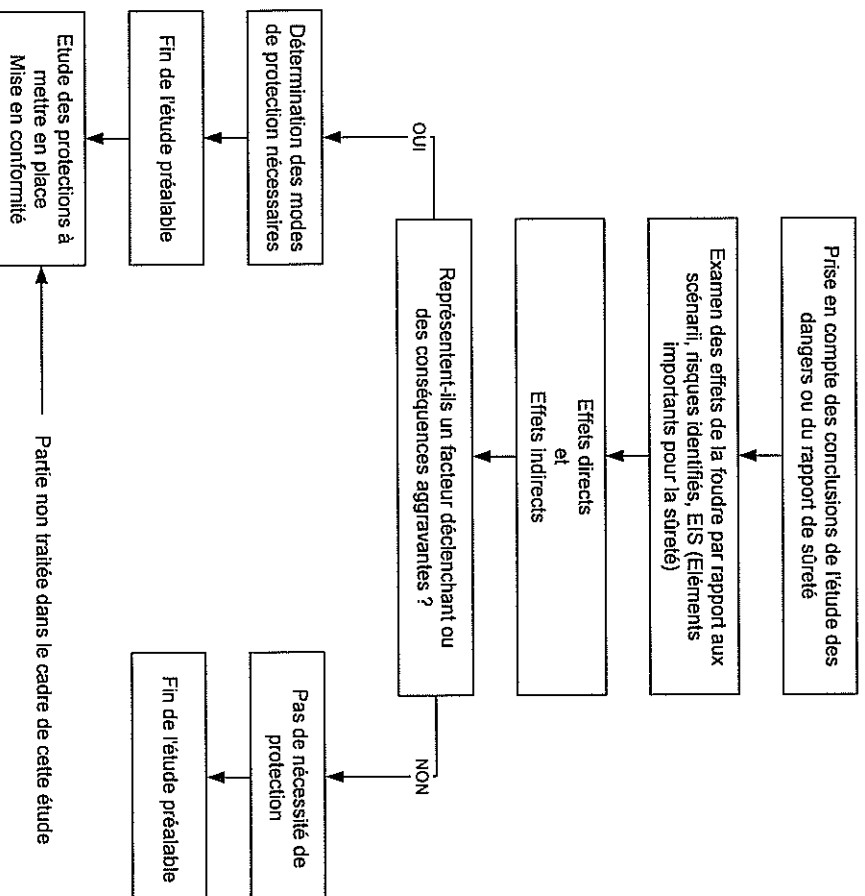 Prise en compte des conclusions de l'étude des
dangers ou du rapport de sûreté
Examen des effets de la foudre par rapport aux
scénarii, risques identifiés, EIS (Eléments
importants pour la sûreté)
Effets directs
et
Effets indirects
Représentent-ils un facteur déclenchant ou
des conséquences aggravantes ?
OUI
NON
Détermination des modes
de protection nécessaires
Fin de l'étude préalable
Etude des protections à
mettre en place
Mise en conformité
Pas de nécessité de
protection
Fin de l'étude préalable
Partie non traitée dans le cadre de cette étude